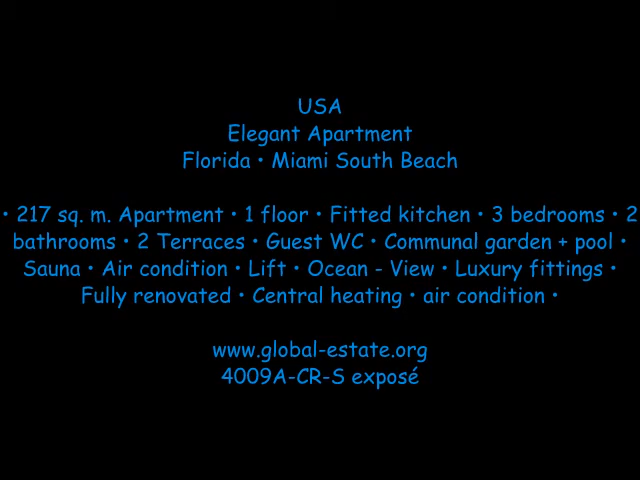 USA
Elegant Apartment
Florida • Miami South Beach
• 217 sq. m. Apartment • 1 floor • Fitted kitchen • 3 bedrooms • 2
bathrooms • 2 Terraces • Guest WC • Communal garden + pool •
Sauna • Air condition • Lift • Ocean - View • Luxury fittings •
Fully renovated • Central heating • air condition •
www.global-estate.org
4009A-CR-S exposé